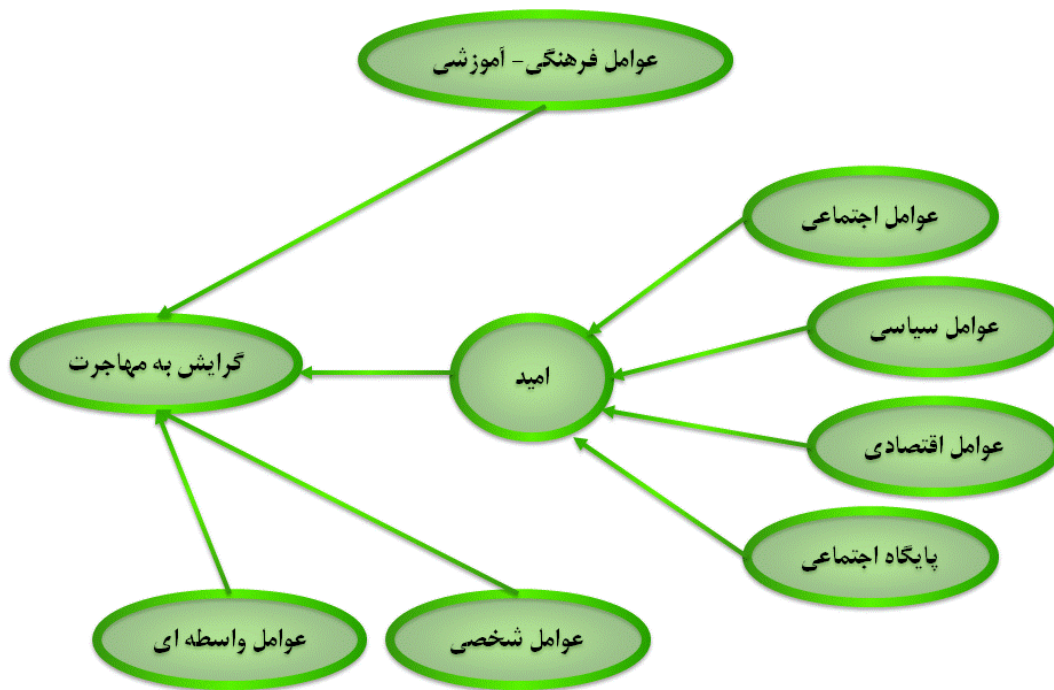 عوامل فرهنگی- آموزشی
عوامل اجتماعی
عوامل سیاسی
گرایش به مهاجرت
امید
عوامل اقتصادی
پایگاه اجتماعی
عوامل شخصی
عوامل واسطه ای